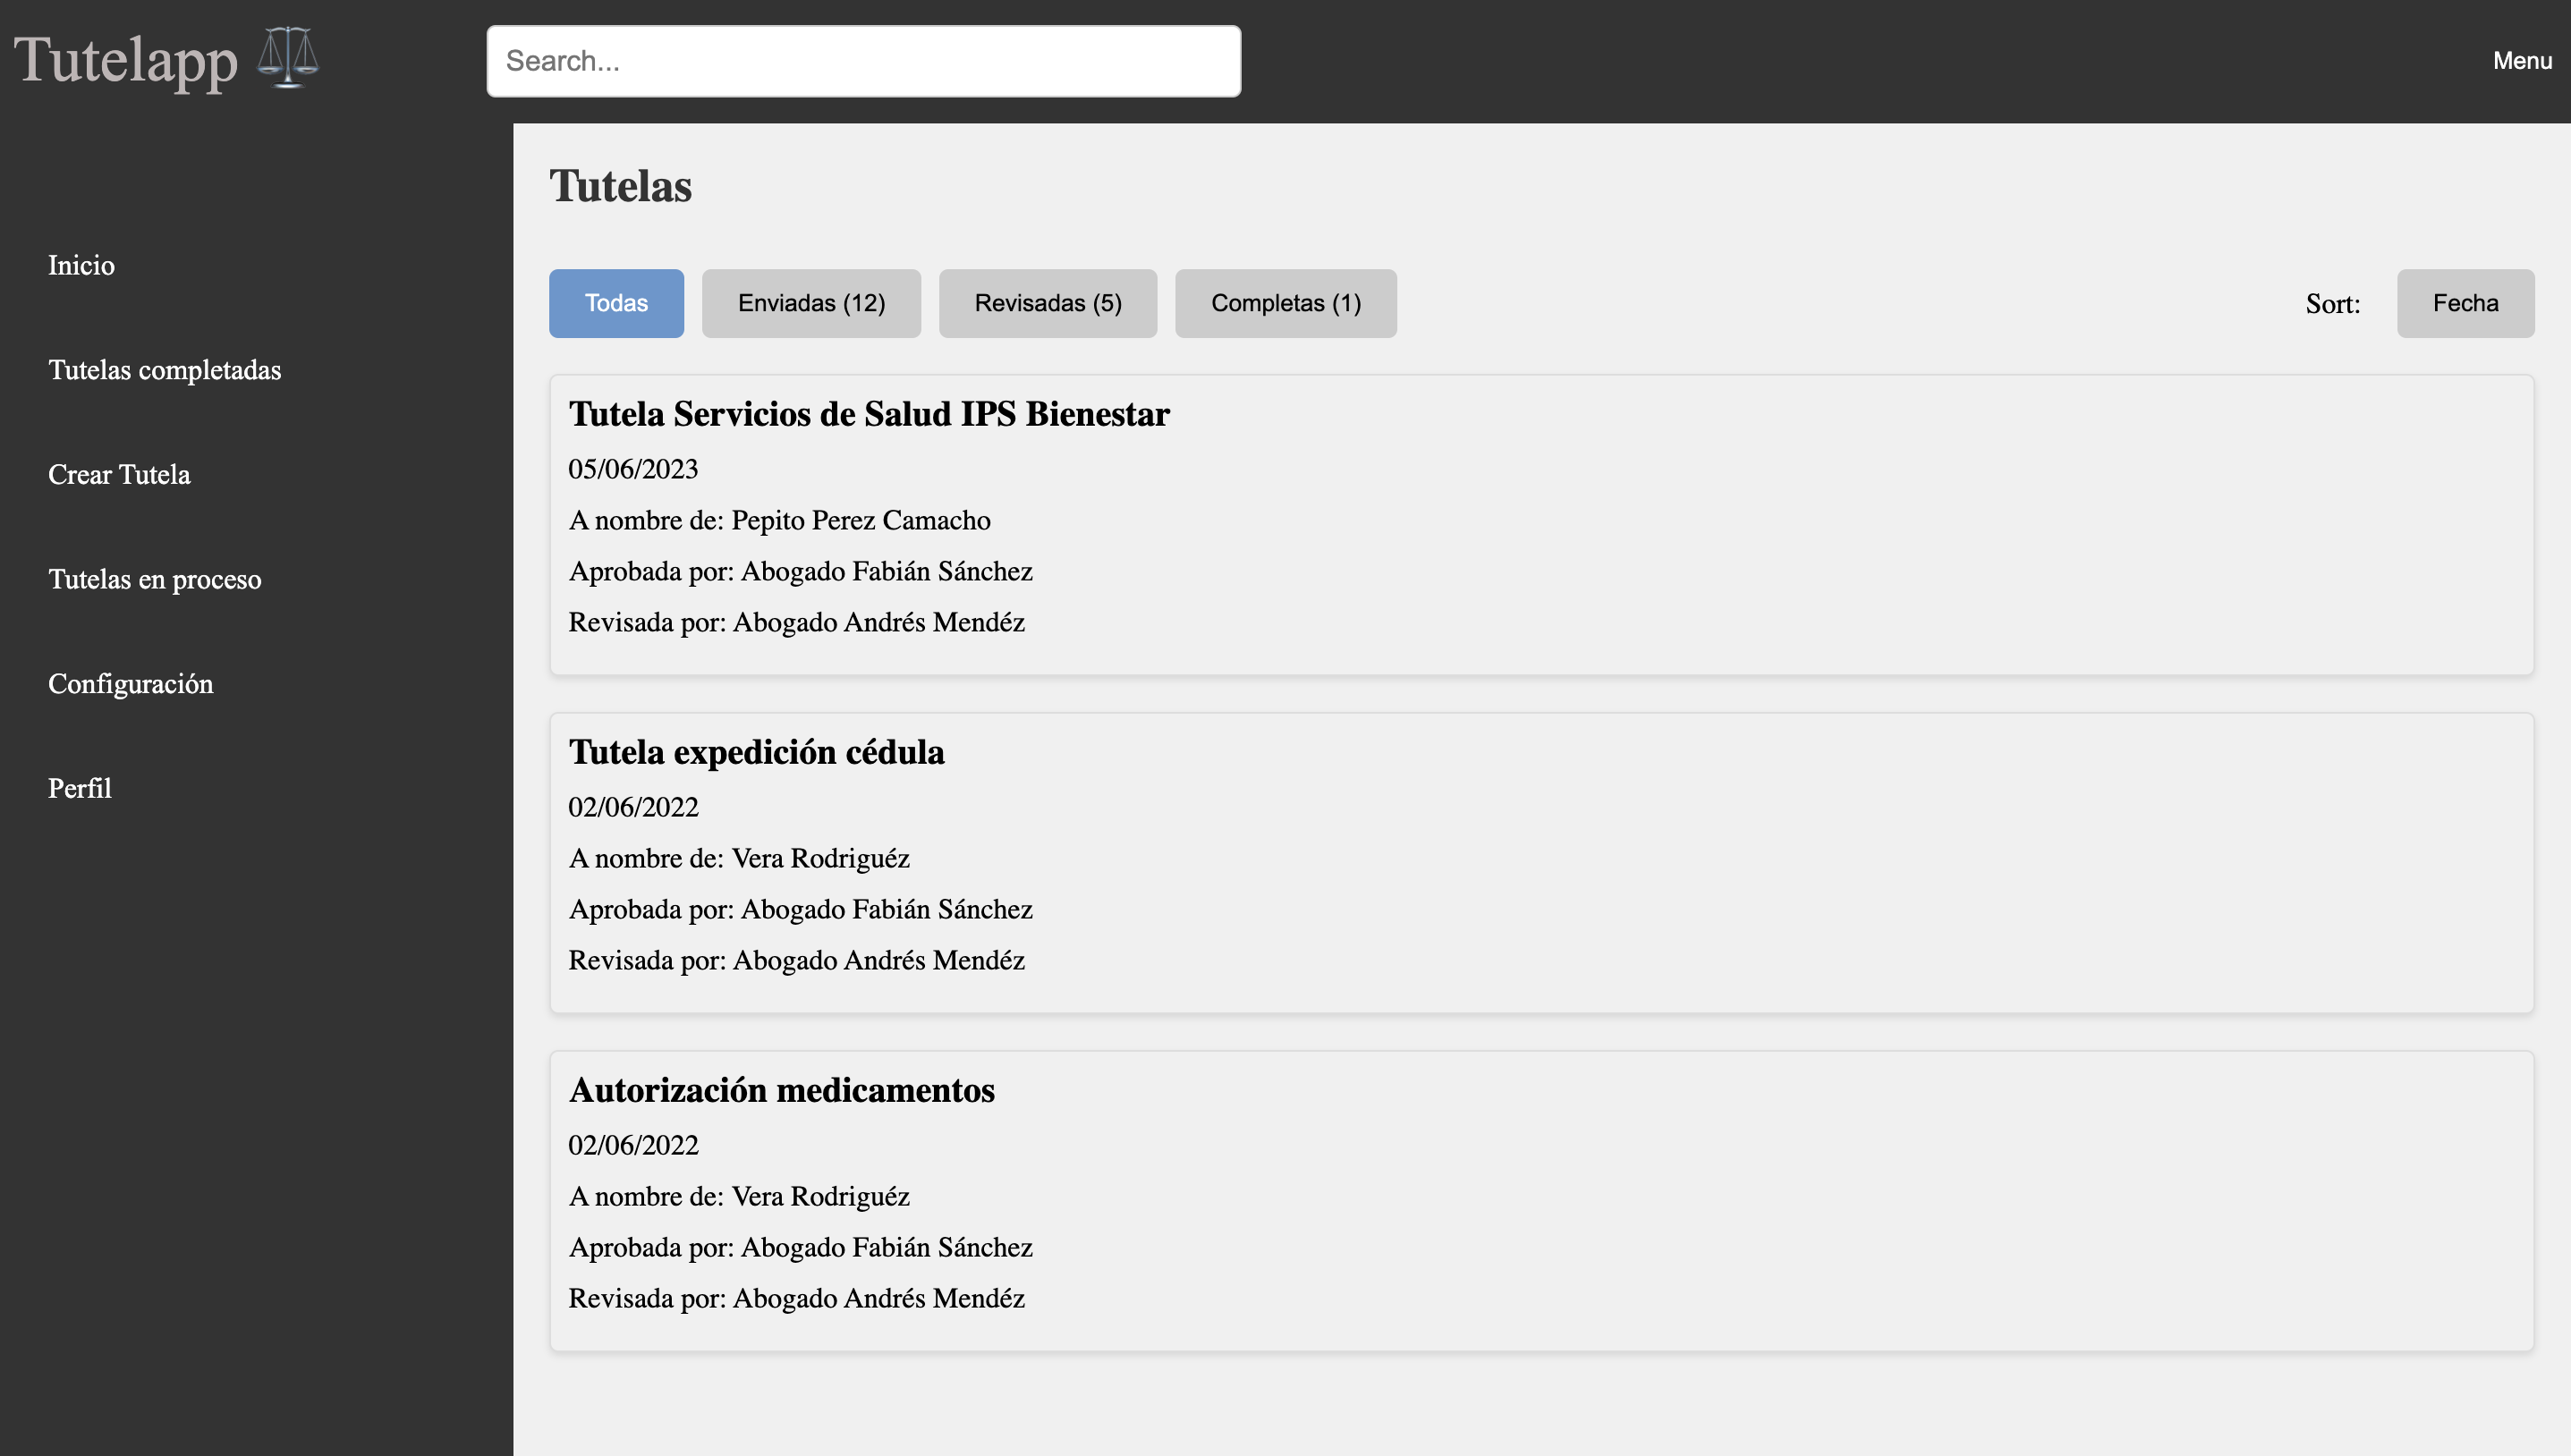 Tutelapp
Search...
Menu
Inicio
Tutelas completadas
Crear Tutela
Tutelas en proceso
Configuración
Perfil
Tutelas
Todas
Enviadas (12)
Revisadas (5)
Completas (1)
Sort:
Fecha
Tutela Servicios de Salud IPS Bienestar
05/06/2023
A nombre de: Pepito Perez Camacho
Aprobada por: Abogado Fabián Sánchez
Revisada por: Abogado Andrés Mendéz
Tutela expedición cédula
02/06/2022
A nombre de: Vera Rodriguéz
Aprobada por: Abogado Fabián Sánchez
Revisada por: Abogado Andrés Mendéz
Autorización medicamentos
02/06/2022
A nombre de: Vera Rodriguéz
Aprobada por: Abogado Fabián Sánchez
Revisada por: Abogado Andrés Mendéz